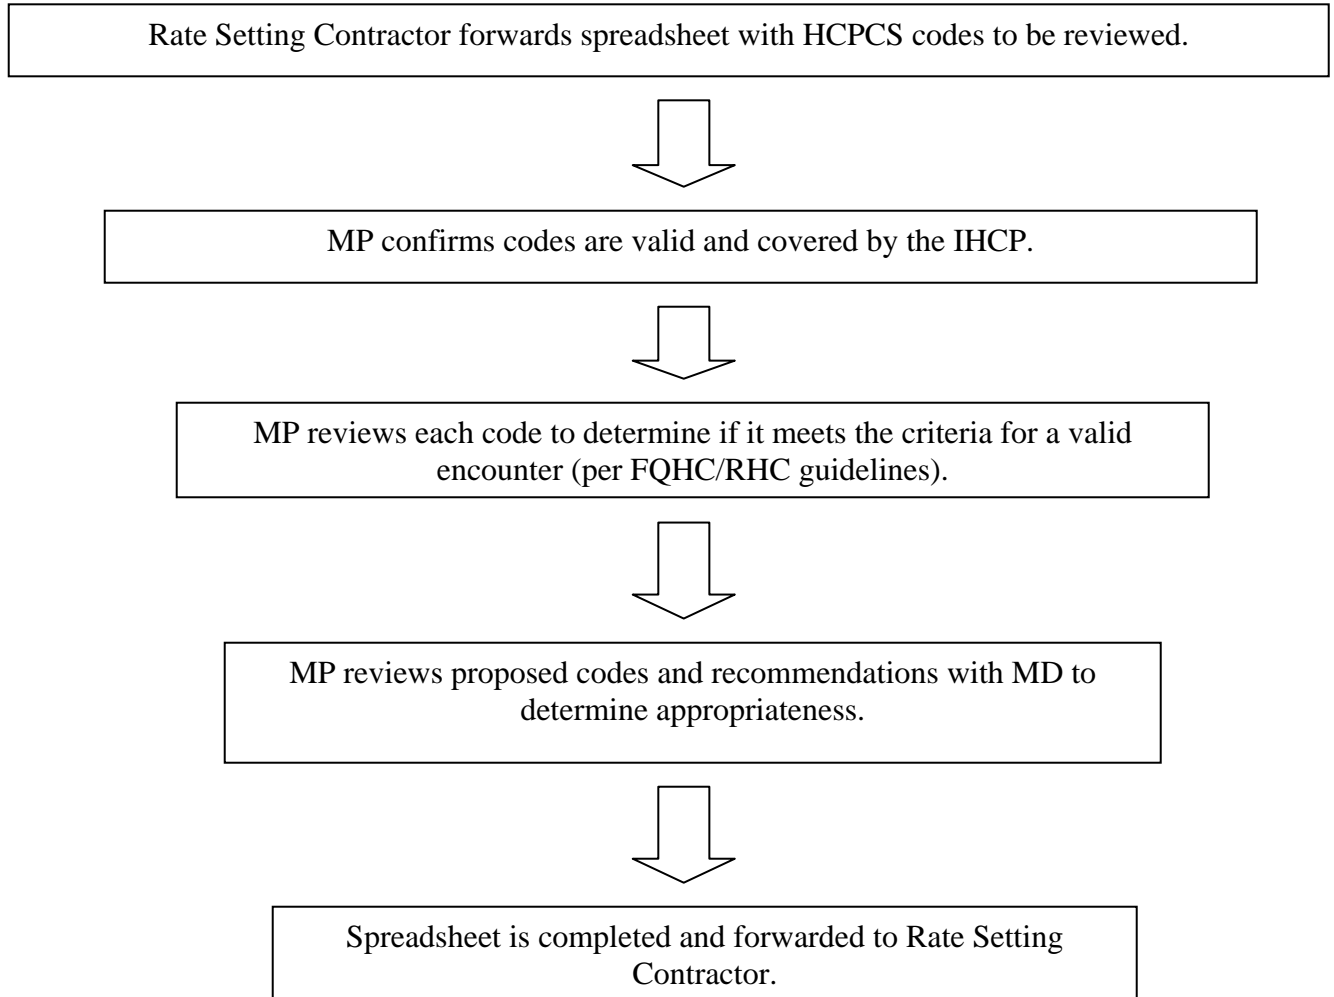 Rate Setting Contractor forwards spreadsheet with HCPCS codes to be reviewed.
MP confirms codes are valid and covered by the IHCP.
MP reviews each code to determine if it meets the criteria for a valid
encounter (per FQHC/RHC guidelines).
MP reviews proposed codes and recommendations with MD to
determine appropriateness.
Spreadsheet is completed and forwarded to Rate Setting
Contractor.